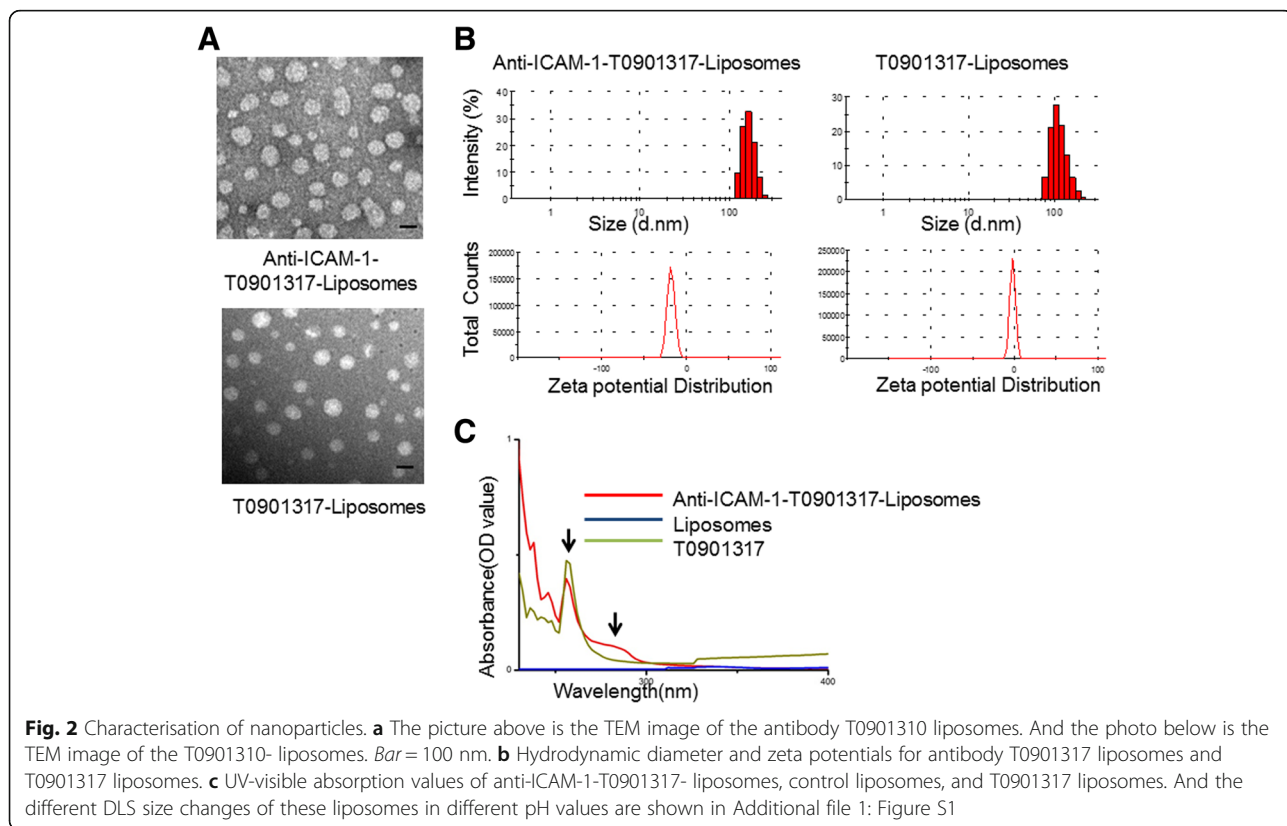 A
Anti-ICAM-1-
T0901317-Liposomes
T0901317-Liposomes
B
Anti-ICAM-1-T0901317-Liposomes
Intensity (%)
40
30
20
10
0
1
10
100
Size (d.nm)
T0901317-Liposomes
30
20
10
0
1
10
100
Size (d.nm)
Total Counts
200000
150000
100000
50000
0
-100
0
100
Zeta potential Distribution
250000
200000
150000
100000
50000
0
-100
0
100
Zeta potential Distribution
C
Absorbance(OD value)
1
0
300
400
Wavelength(nm)
Anti-ICAM-1-T0901317-Liposomes
Liposomes
T0901317
Fig. 2 Characterisation of nanoparticles. a The picture above is the TEM image of the antibody T0901310 liposomes. And the photo below is the
TEM image of the T0901310- liposomes. Bar = 100 nm. b Hydrodynamic diameter and zeta potentials for antibody T0901317 liposomes and
T0901317 liposomes. c UV-visible absorption values of anti-ICAM-1-T0901317- liposomes, control liposomes, and T0901317 liposomes. And the
different DLS size changes of these liposomes in different pH values are shown in Additional file 1: Figure S1